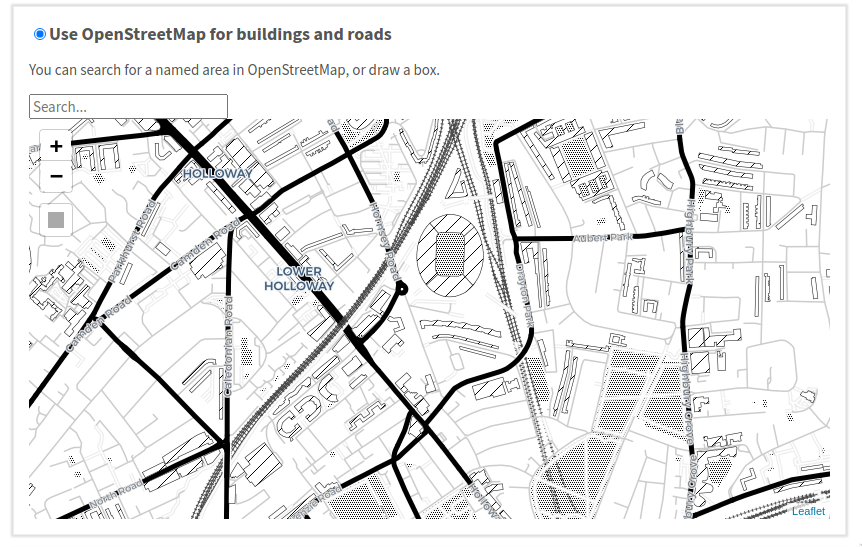 Use OpenStreetMap for buildings and roads
You can search for a named area in OpenStreetMap, or draw a box.
Search...
+
−
HOLLOWAY
Parkhurst Road
Camden Road
Hornsey Road
Aubert Park
Highbury Park
LOWER
HOLLOWAY
Drayton Park
Camden Road
Caledonian Road
Highbury Grove
North Road
Leaflet